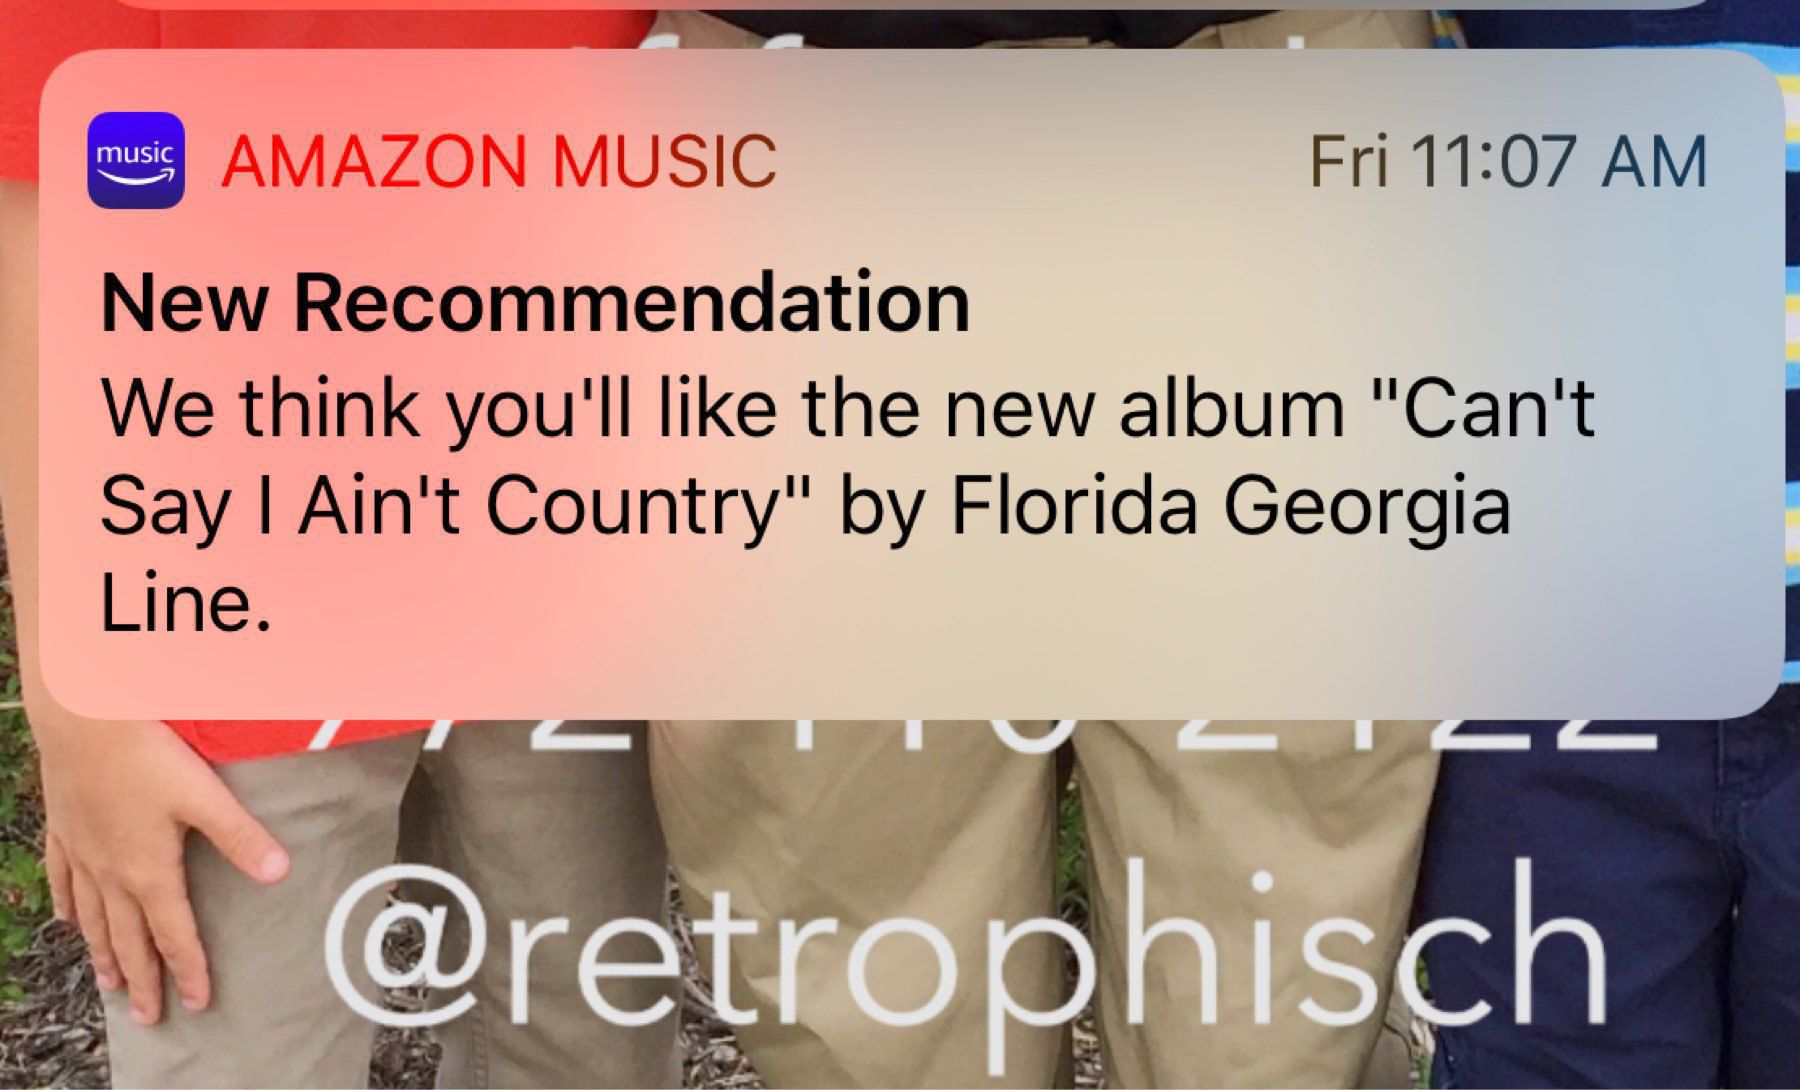 music
AMAZON MUSIC
Fri 11:07 AM
New Recommendation
We think you'll like the new album "Can't
Say I Ain't Country" by Florida Georgia
Line.
@retrophisch